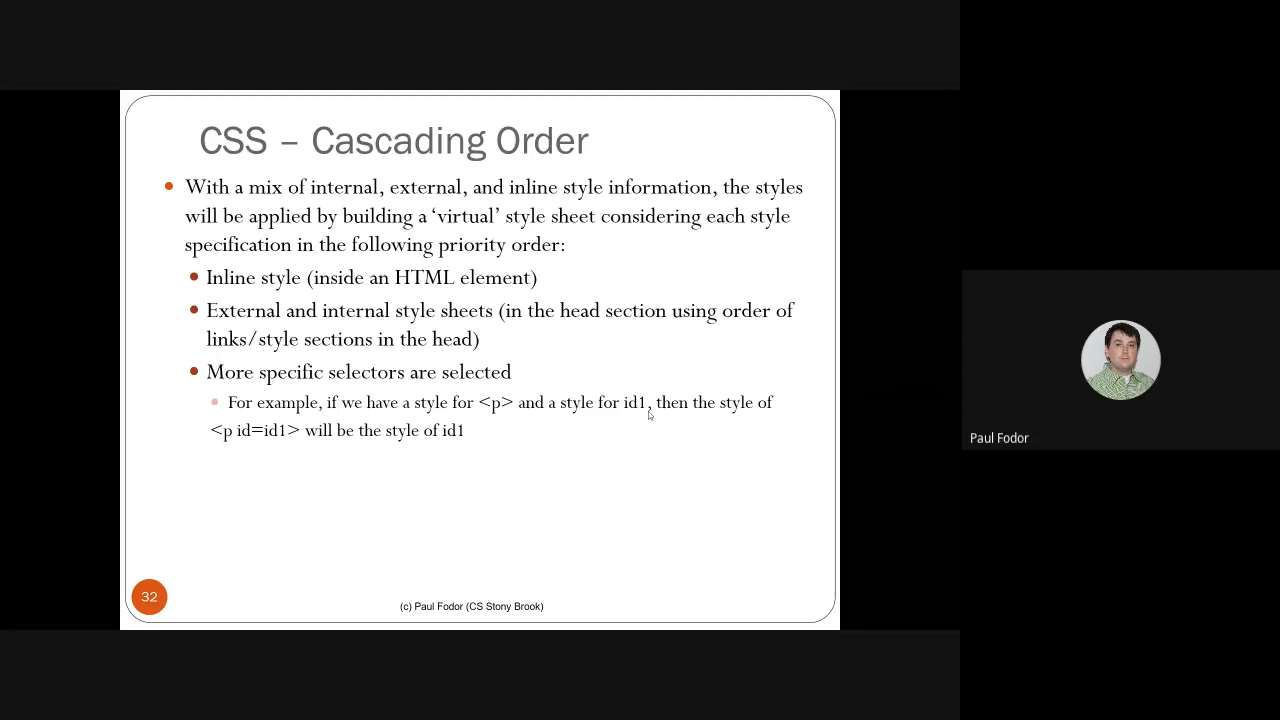 CSS – Cascading Order
With a mix of internal, external, and inline style information, the styles
will be applied by building a ‘virtual’ style sheet considering each style
specification in the following priority order:
Inline style (inside an HTML element)
External and internal style sheets (in the head section using order of
links/style sections in the head)
More specific selectors are selected
For example, if we have a style for <p> and a style for id1, then the style of
<p id=id1> will be the style of id1
32
(c) Paul Fodor (CS Stony Brook)
Paul Fodor